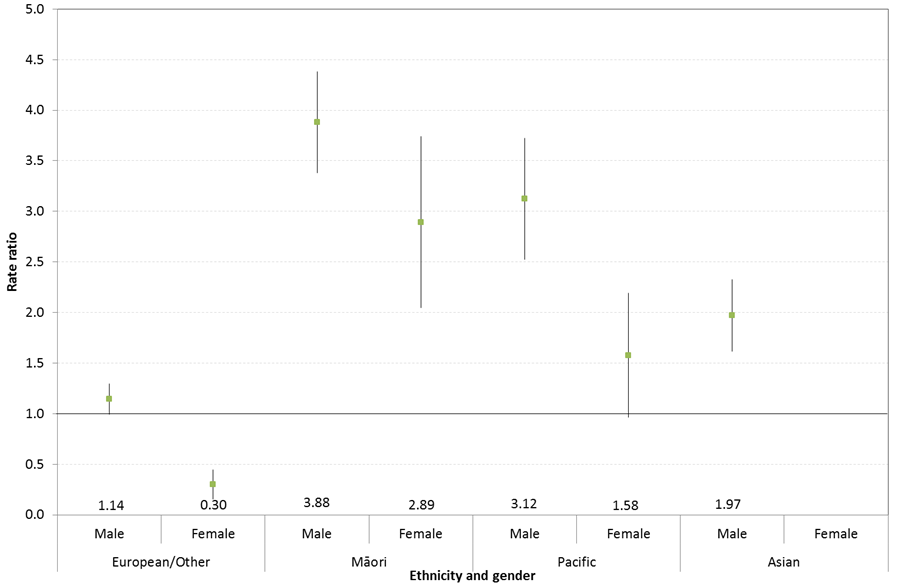 5.0
4.5
4.0
3.5
3.0
2.5
2.0
1.5
1.0
0.5
0.0
Rate ratio
1.14 0.30 3.88 2.89 3.12 1.58 1.97
Male Female Male Female Male Female Male Female
European/Other Māori Pacific Asian
Ethnicity and gender